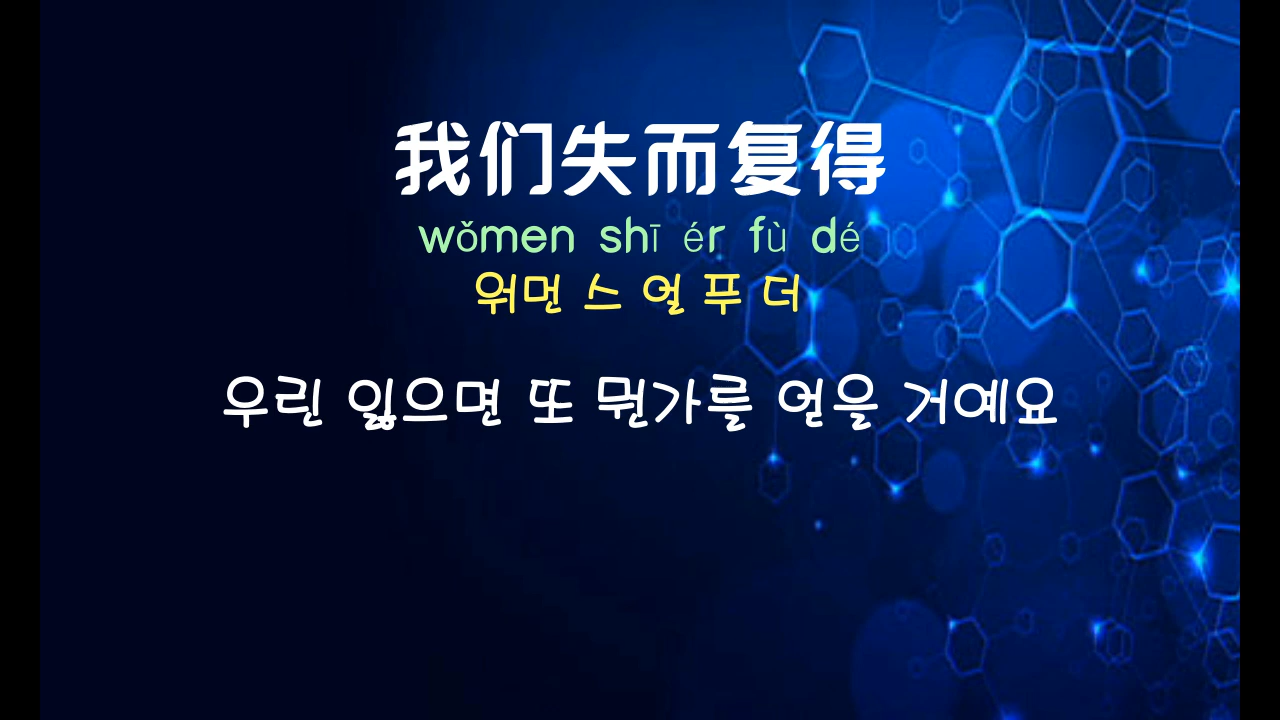 我们失而复得
wǒmen shī ér fù dé
워먼 스 얼 푸 더
우린 잃으면 또 뭔가를 얻을 거예요